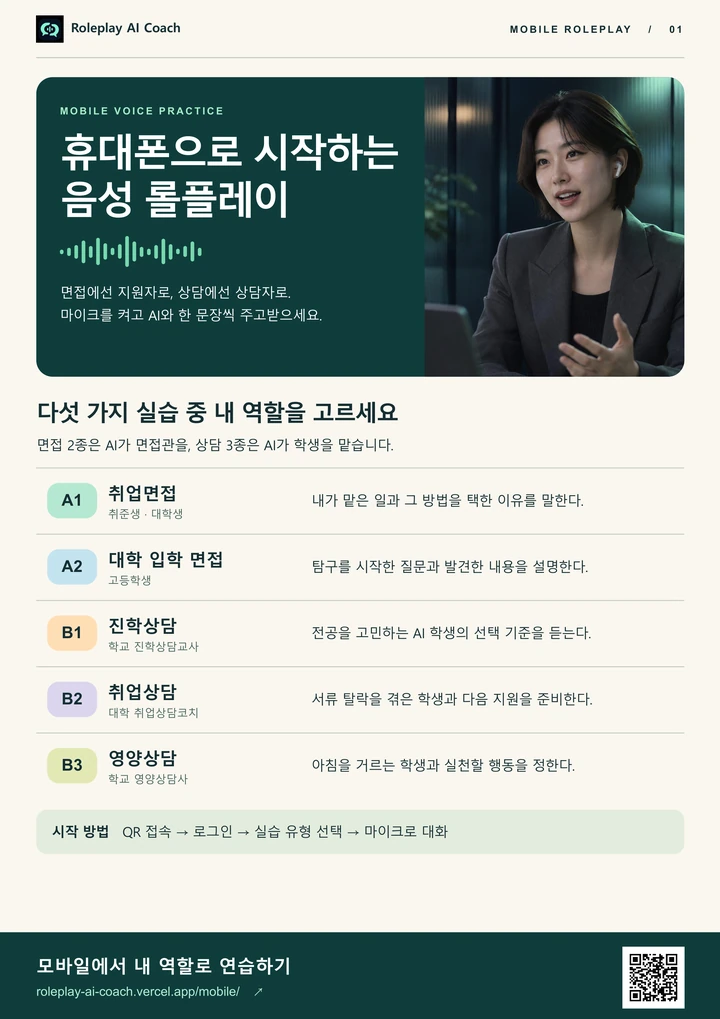 Roleplay AI Coach
MOBILE ROLEPLAY / 01
MOBILE VOICE PRACTICE
휴대폰으로 시작하는
음성 롤플레이
면접에선 지원자로, 상담에선 상담자로.
마이크를 켜고 AI와 한 문장씩 주고받으세요.
다섯 가지 실습 중 내 역할을 고르세요
면접 2종은 AI가 면접관을, 상담 3종은 AI가 학생을 맡습니다.
A1 취업면접
취준생 · 대학생
내가 맡은 일과 그 방법을 택한 이유를 말한다.
A2 대학 입학 면접
고등학생
탐구를 시작한 질문과 발견한 내용을 설명한다.
B1 진학상담
학교 진학상담교사
전공을 고민하는 AI 학생의 선택 기준을 듣는다.
B2 취업상담
대학 취업상담코치
서류 탈락을 겪은 학생과 다음 지원을 준비한다.
B3 영양상담
학교 영양상담사
아침을 거르는 학생과 실천할 행동을 정한다.
시작 방법 QR 접속 → 로그인 → 실습 유형 선택 → 마이크로 대화
모바일에서 내 역할로 연습하기
roleplay-ai-coach.vercel.app/mobile/ ↗